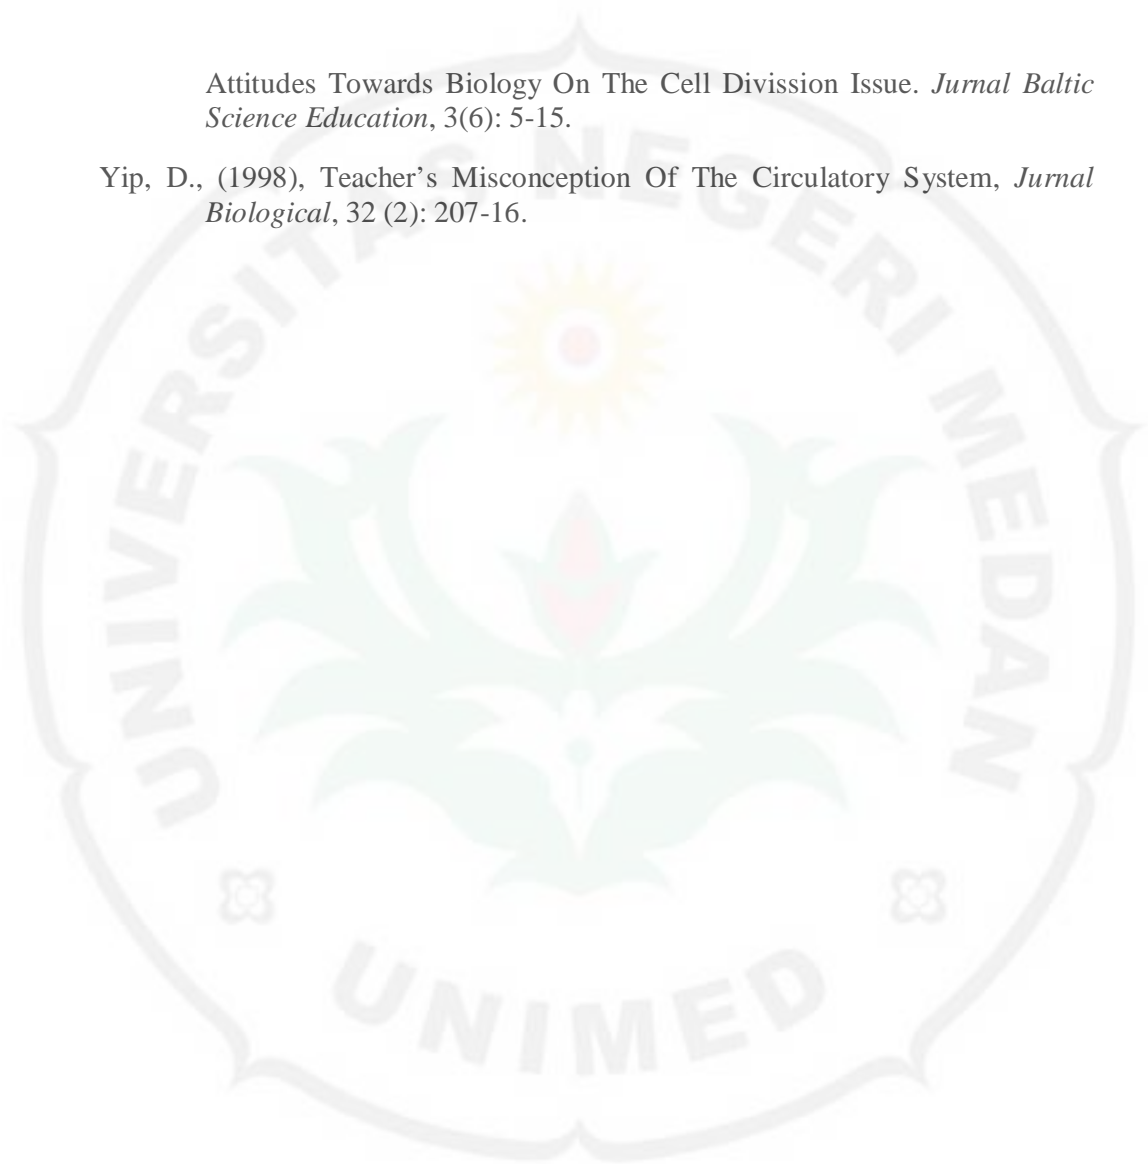 Attitudes Towards Biology On The Cell Divission Issue. Jurnal Baltic
Science Education, 3(6): 5-15.
Yip, D., (1998), Teacher’s Misconception Of The Circulatory System, Jurnal
Biological, 32 (2): 207-16.
UNIVERSITAS NEGERI MEDAN
UNIMED